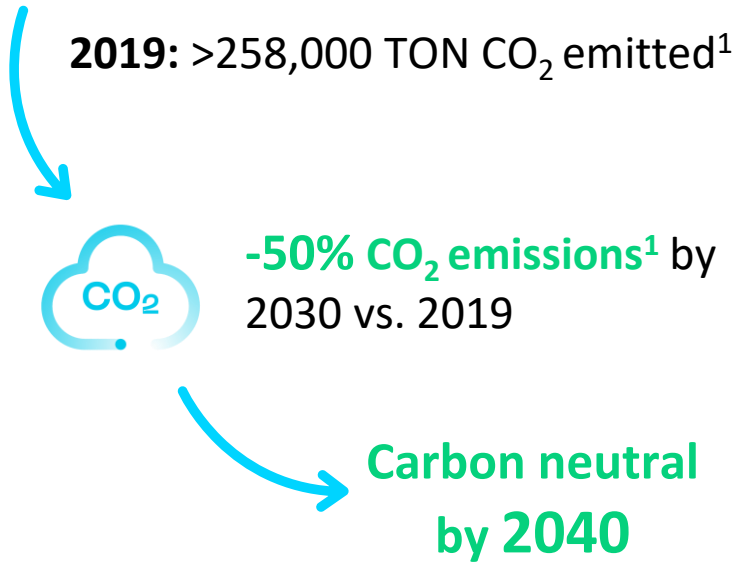 2019: >258,000 TON CO₂ emitted¹
-50% CO₂ emissions¹ by
CO₂
2030 vs. 2019
Carbon neutral
by 2040